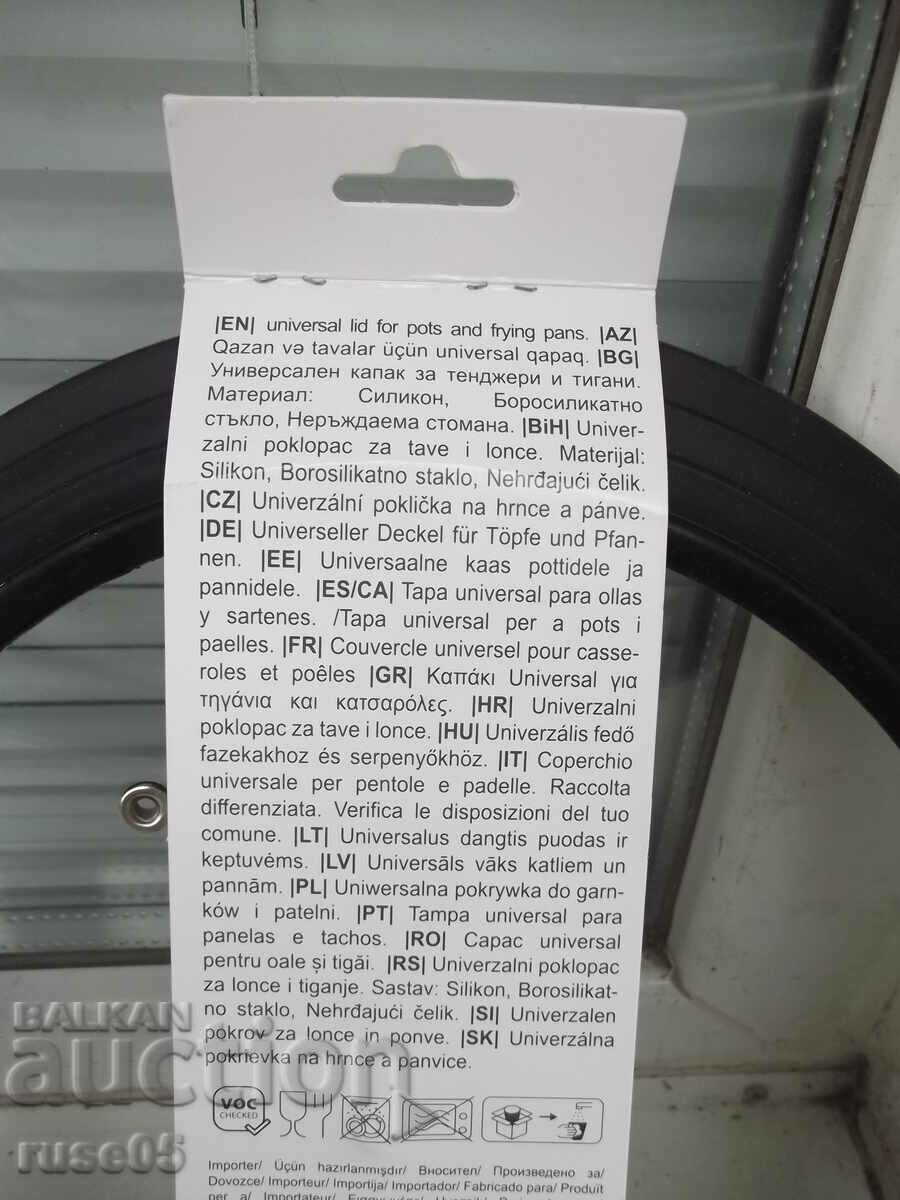 |EN| universal lid for pots and frying pans. |AZ|
Qazan və tavalar üçün universal qapaq. |BG|
Универсален капак за тенджери и тигани.
Материал: Силикон, Боросиликатно
стъкло, Неръждаема стомана. |BiH| Univer-
zalni poklopac za tave i lonce. Materijal:
Silikon, Borosilikatno staklo, Nehrđajući čelik.
|CZ| Univerzální poklička na hrnce a pánve.
|DE| Universeller Deckel für Töpfe und Pfan-
nen. |EE| Universaalne kaas pottidele ja
pannidele. |ES/CA| Tapa universal para ollas
y sartenes. /Tapa universal per a pots i
paelles. |FR| Couvercle universel pour casse-
roles et poêles |GR| Καπάκι Universal για
τηγάνια και κατσαρόλες. |HR| Univerzalni
poklopac za tave i lonce. |HU| Univerzális fedő
fazekakhoz és serpenyőkhöz. |IT| Coperchio
universale per pentole e padelle. Raccolta
differenziata. Verifica le disposizioni del tuo
comune. |LT| Universalus dangtis puodas ir
keptuvėms. |LV| Universāls vāks katliem un
pannām. |PL| Uniwersalna pokrywka do garn-
ków i patelni. |PT| Tampa universal para
panelas e tachos. |RO| Capac universal
pentru oale și tigăi. |RS| Univerzalni poklopac
za lonce i tiganje. Sastav: Silikon, Borosilikat-
no staklo, Nehrđajući čelik. |SI| Univerzalen
pokrov za lonce in ponve. |SK| Univerzálna
pokrievka na hrnce a panvice.
VOC
CHECKED
Importer/ Üçün hazırlanmışdır/ Вносител/ Произведено за/
Dovozce/ Importeur/ Importija/ Importador/ Fabricado para/ Produit
per a/ Importateur/
BALKAN
auction
ruse05